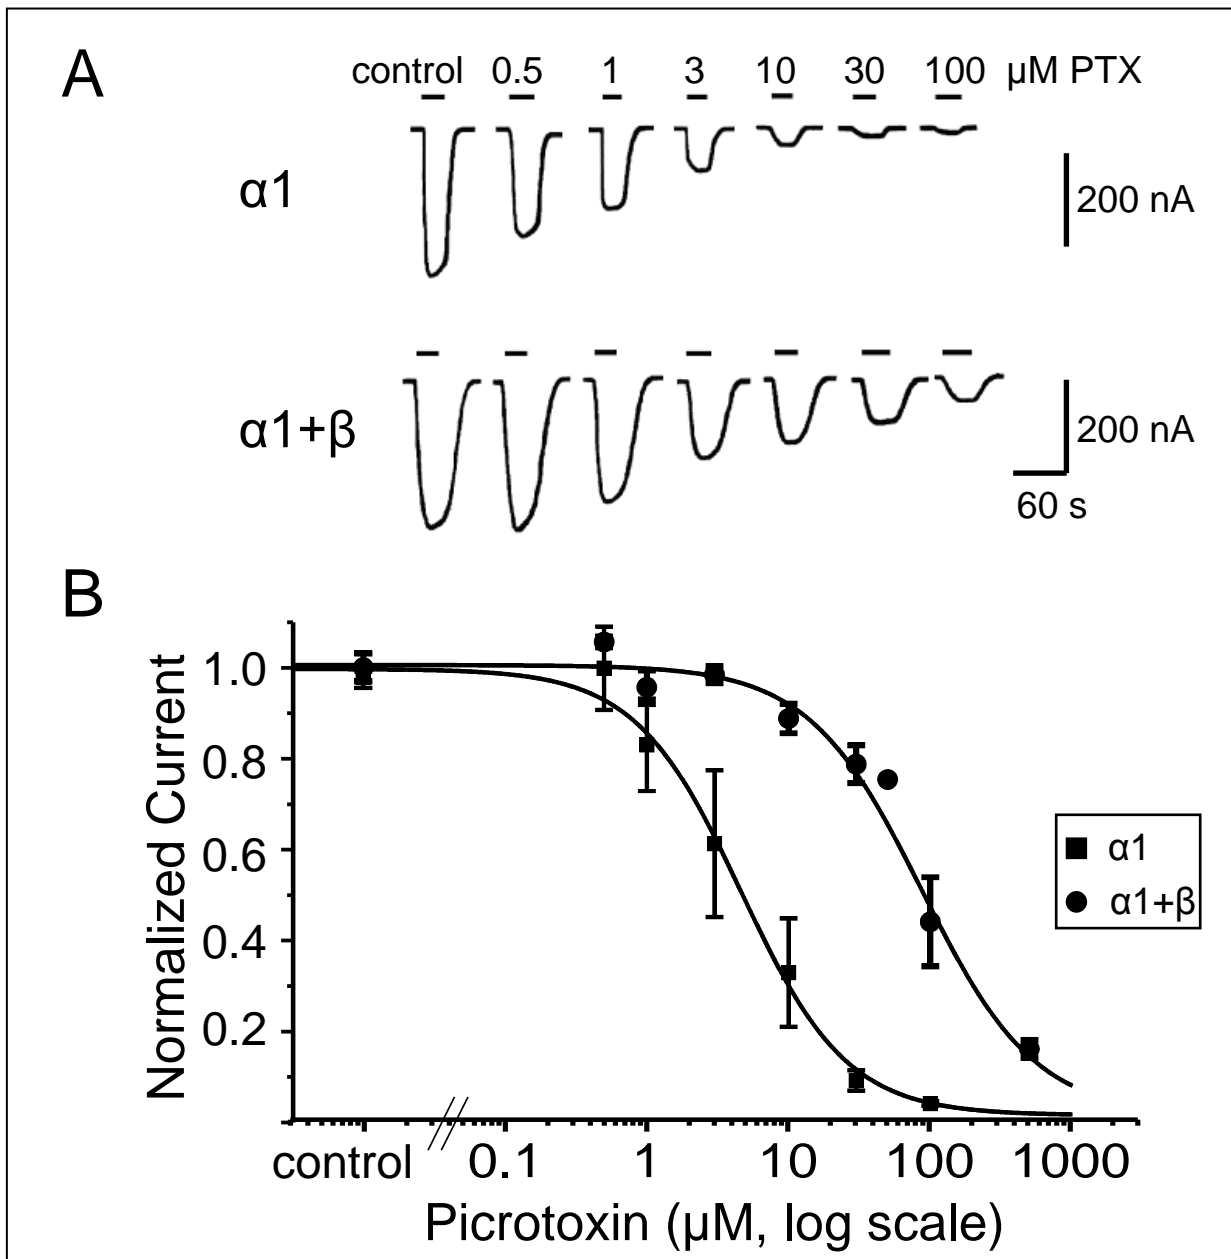 A
control 0.5 1 3 10 30 100 µM PTX
α1
200 nA
α1+β
200 nA
60 s
B
Normalized Current
1.0
0.8
0.6
0.4
0.2
α1
α1+β
control 0.1 1 10 100 1000
Picrotoxin (µM, log scale)